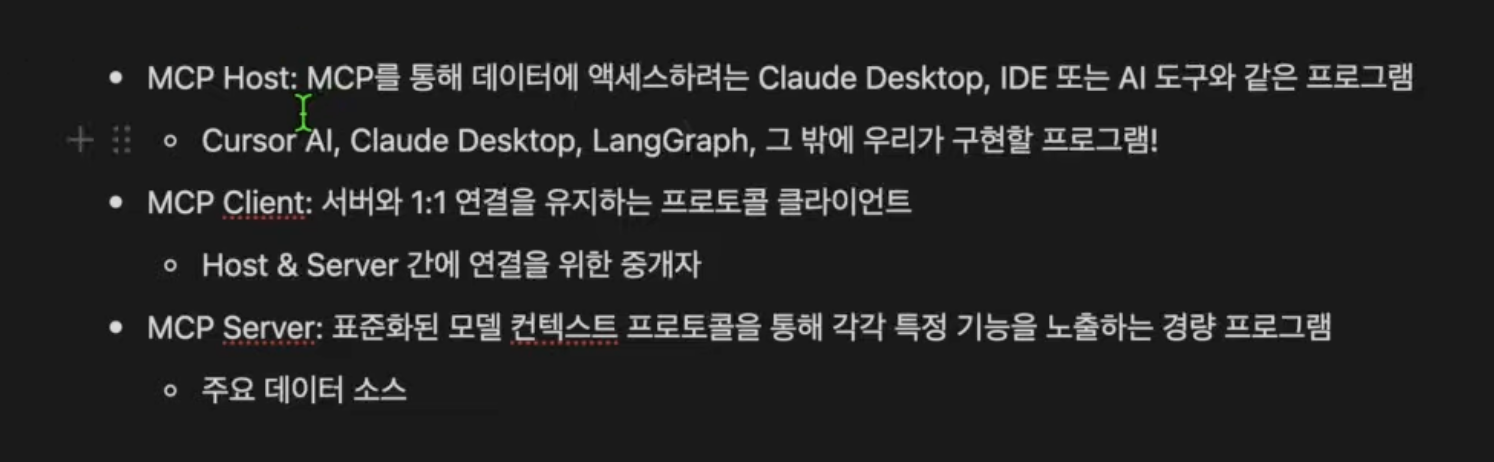 • MCP Host: MCP를 통해 데이터에 액세스하려는 Claude Desktop, IDE 또는 AI 도구와 같은 프로그램
◦ Cursor AI, Claude Desktop, LangGraph, 그 밖에 우리가 구현할 프로그램!
• MCP Client: 서버와 1:1 연결을 유지하는 프로토콜 클라이언트
◦ Host & Server 간에 연결을 위한 중개자
• MCP Server: 표준화된 모델 컨텍스트 프로토콜을 통해 각각 특정 기능을 노출하는 경량 프로그램
◦ 주요 데이터 소스